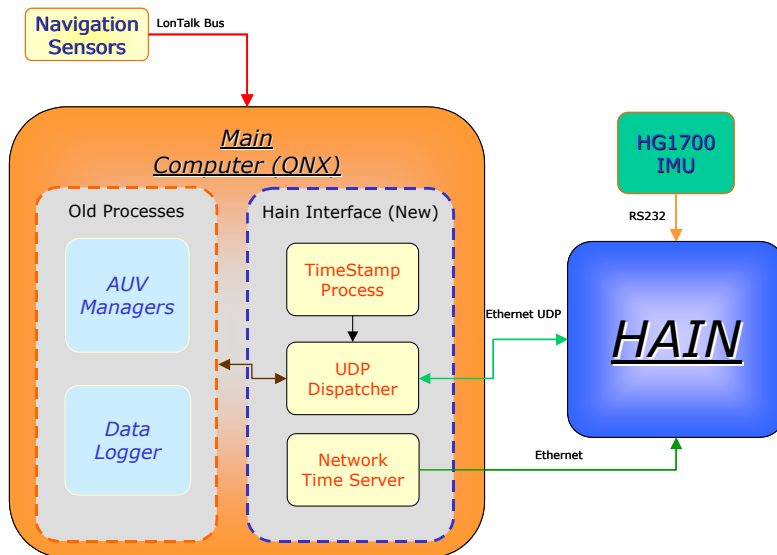 Navigation
Sensors
LonTalk Bus
Main
Computer (QNX)
HG1700
IMU
RS232
Old Processes
Hain Interface (New)
AUV
Managers
TimeStamp
Process
Ethernet UDP
HAIN
UDP
Dispatcher
Data
Logger
Network
Time Server
Ethernet